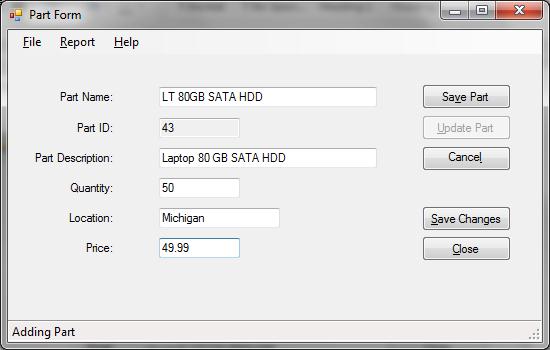 Part Form
File Report Help
Part Name: LT 80GB SATA HDD Save Part
Part ID: 43 Update Part
Part Description: Laptop 80 GB SATA HDD Cancel
Quantity: 50
Location: Michigan Save Changes
Price: 49.99 Close
Adding Part